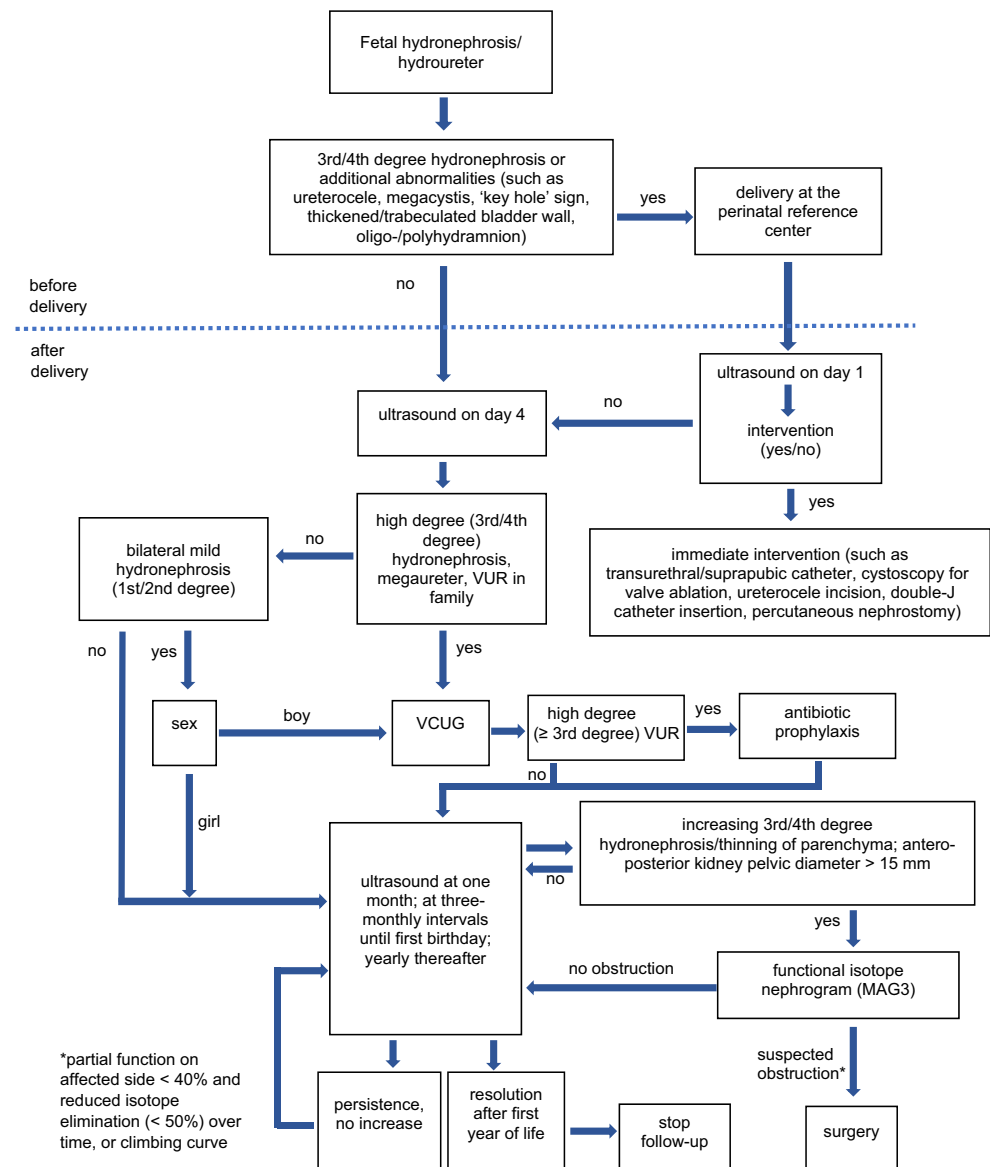 Fetal hydronephrosis/
hydroureter
3rd/4th degree hydronephrosis or
additional abnormalities (such as
ureterocele, megacystis, ‘key hole’ sign,
thickened/trabeculated bladder wall,
oligo-/polyhydramnion)
yes
delivery at the
perinatal reference
center
no
before
delivery
after
delivery
ultrasound on day 1
intervention
(yes/no)
no
ultrasound on day 4
yes
immediate intervention (such as
transurethral/suprapubic catheter, cystoscopy for
valve ablation, ureterocele incision, double-J
catheter insertion, percutaneous nephrostomy)
high degree (3rd/4th
degree)
hydronephrosis,
megaureter, VUR in
family
no
bilateral mild
hydronephrosis
(1st/2nd degree)
no
yes
yes
sex
boy
VCUG
high degree
(≥ 3rd degree) VUR
yes
antibiotic
prophylaxis
no
girl
ultrasound at one
month; at three-
monthly intervals
until first birthday;
yearly thereafter
increasing 3rd/4th degree
hydronephrosis/thinning of parenchyma; antero-
posterior kidney pelvic diameter > 15 mm
no
yes
functional isotope
nephrogram (MAG3)
no obstruction
suspected
obstruction*
surgery
persistence,
no increase
resolution
after first
year of life
stop
follow-up
*partial function on
affected side < 40% and
reduced isotope
elimination (< 50%) over
time, or climbing curve